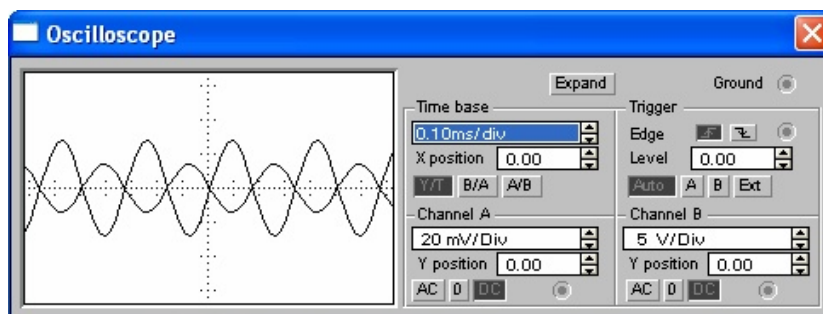 Oscilloscope
Expand Ground
Time base
0.10ms/div
X position 0.00
Y/T B/A A/B
Trigger
Edge
Level 0.00
Auto A B Ext
Channel A
20 mV/Div
Y position 0.00
AC 0 DC
Channel B
5 V/Div
Y position 0.00
AC 0 DC